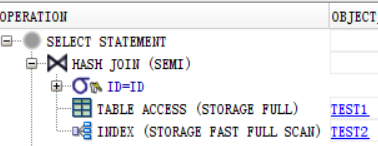 OPERATION OBJECT
SELECT STATEMENT
HASH JOIN (SEMI)
ID=ID
TABLE ACCESS (STORAGE FULL) TEST1
INDEX (STORAGE FAST FULL SCAN) TEST2